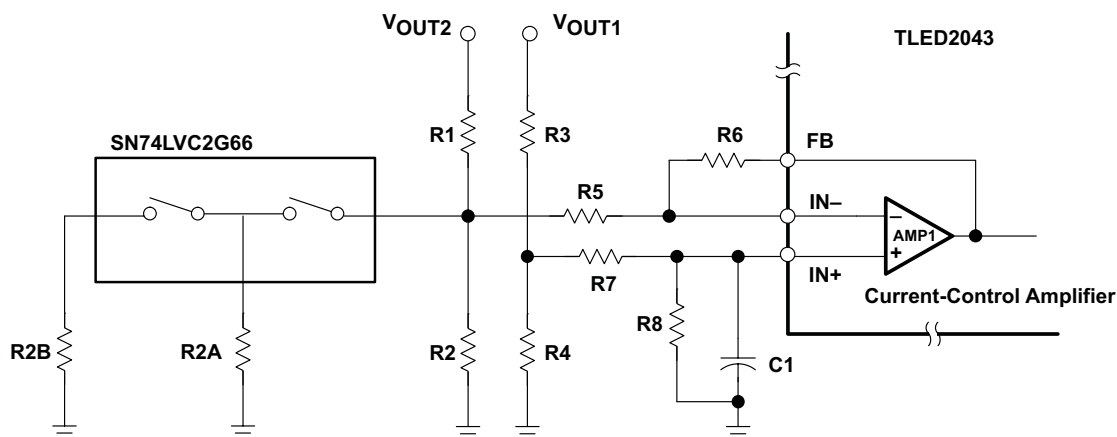 VOUT2
VOUT1
TLED2043
R1
R3
SN74LVC2G66
R6
FB
R5
IN–
AMP1
–
+
R7
IN+
Current-Control Amplifier
R8
R2B
R2A
R2
R4
C1